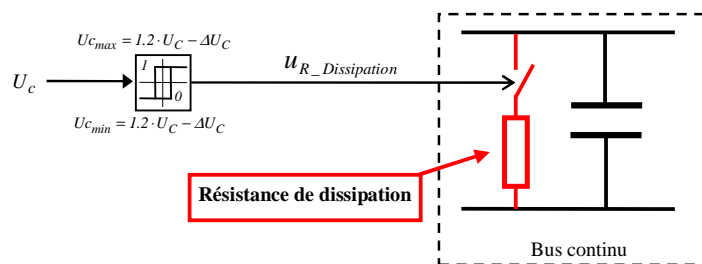 Uc_max = 1.2 · U_C − ΔU_C
1
0
U_c
u_R_Dissipation
Uc_min = 1.2 · U_C − ΔU_C
Résistance de dissipation
Bus continu